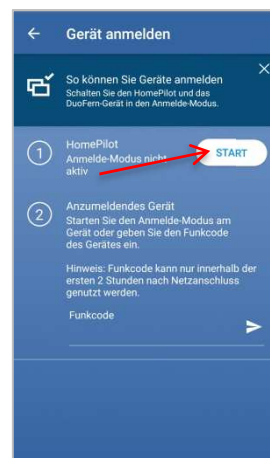 Gerät anmelden
So können Sie Geräte anmelden
Schalten Sie den HomePilot und das
DuoFern-Gerät in den Anmelde-Modus.
1
HomePilot
Anmelde-Modus nicht
aktiv
START
2
Anzumeldendes Gerät
Starten Sie den Anmelde-Modus am
Gerät oder geben Sie den Funkcode
des Gerätes ein.
Hinweis: Funkcode kann nur innerhalb der
ersten 2 Stunden nach Netzanschluss
genutzt werden.
Funkcode